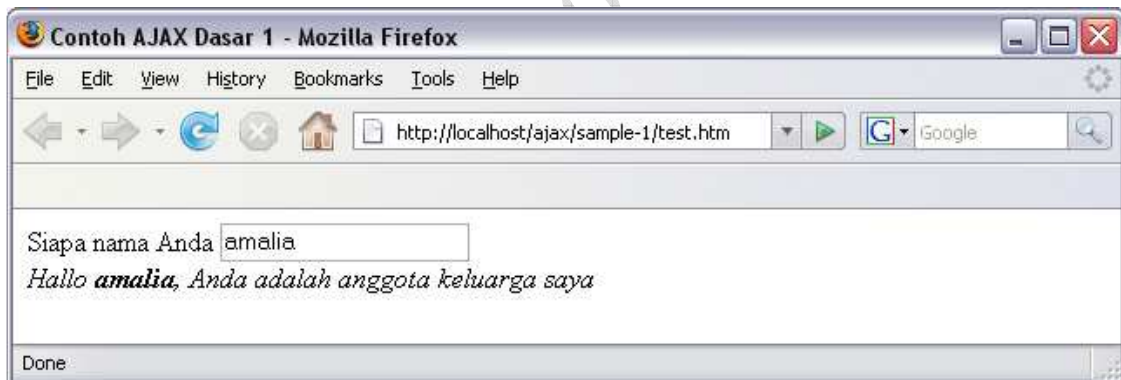 Contoh AJAX Dasar 1 - Mozilla Firefox
File Edit View History Bookmarks Tools Help
http://localhost/ajax/sample-1/test.htm G Google
Siapa nama Anda amalia
Hallo amalia, Anda adalah anggota keluarga saya
Done